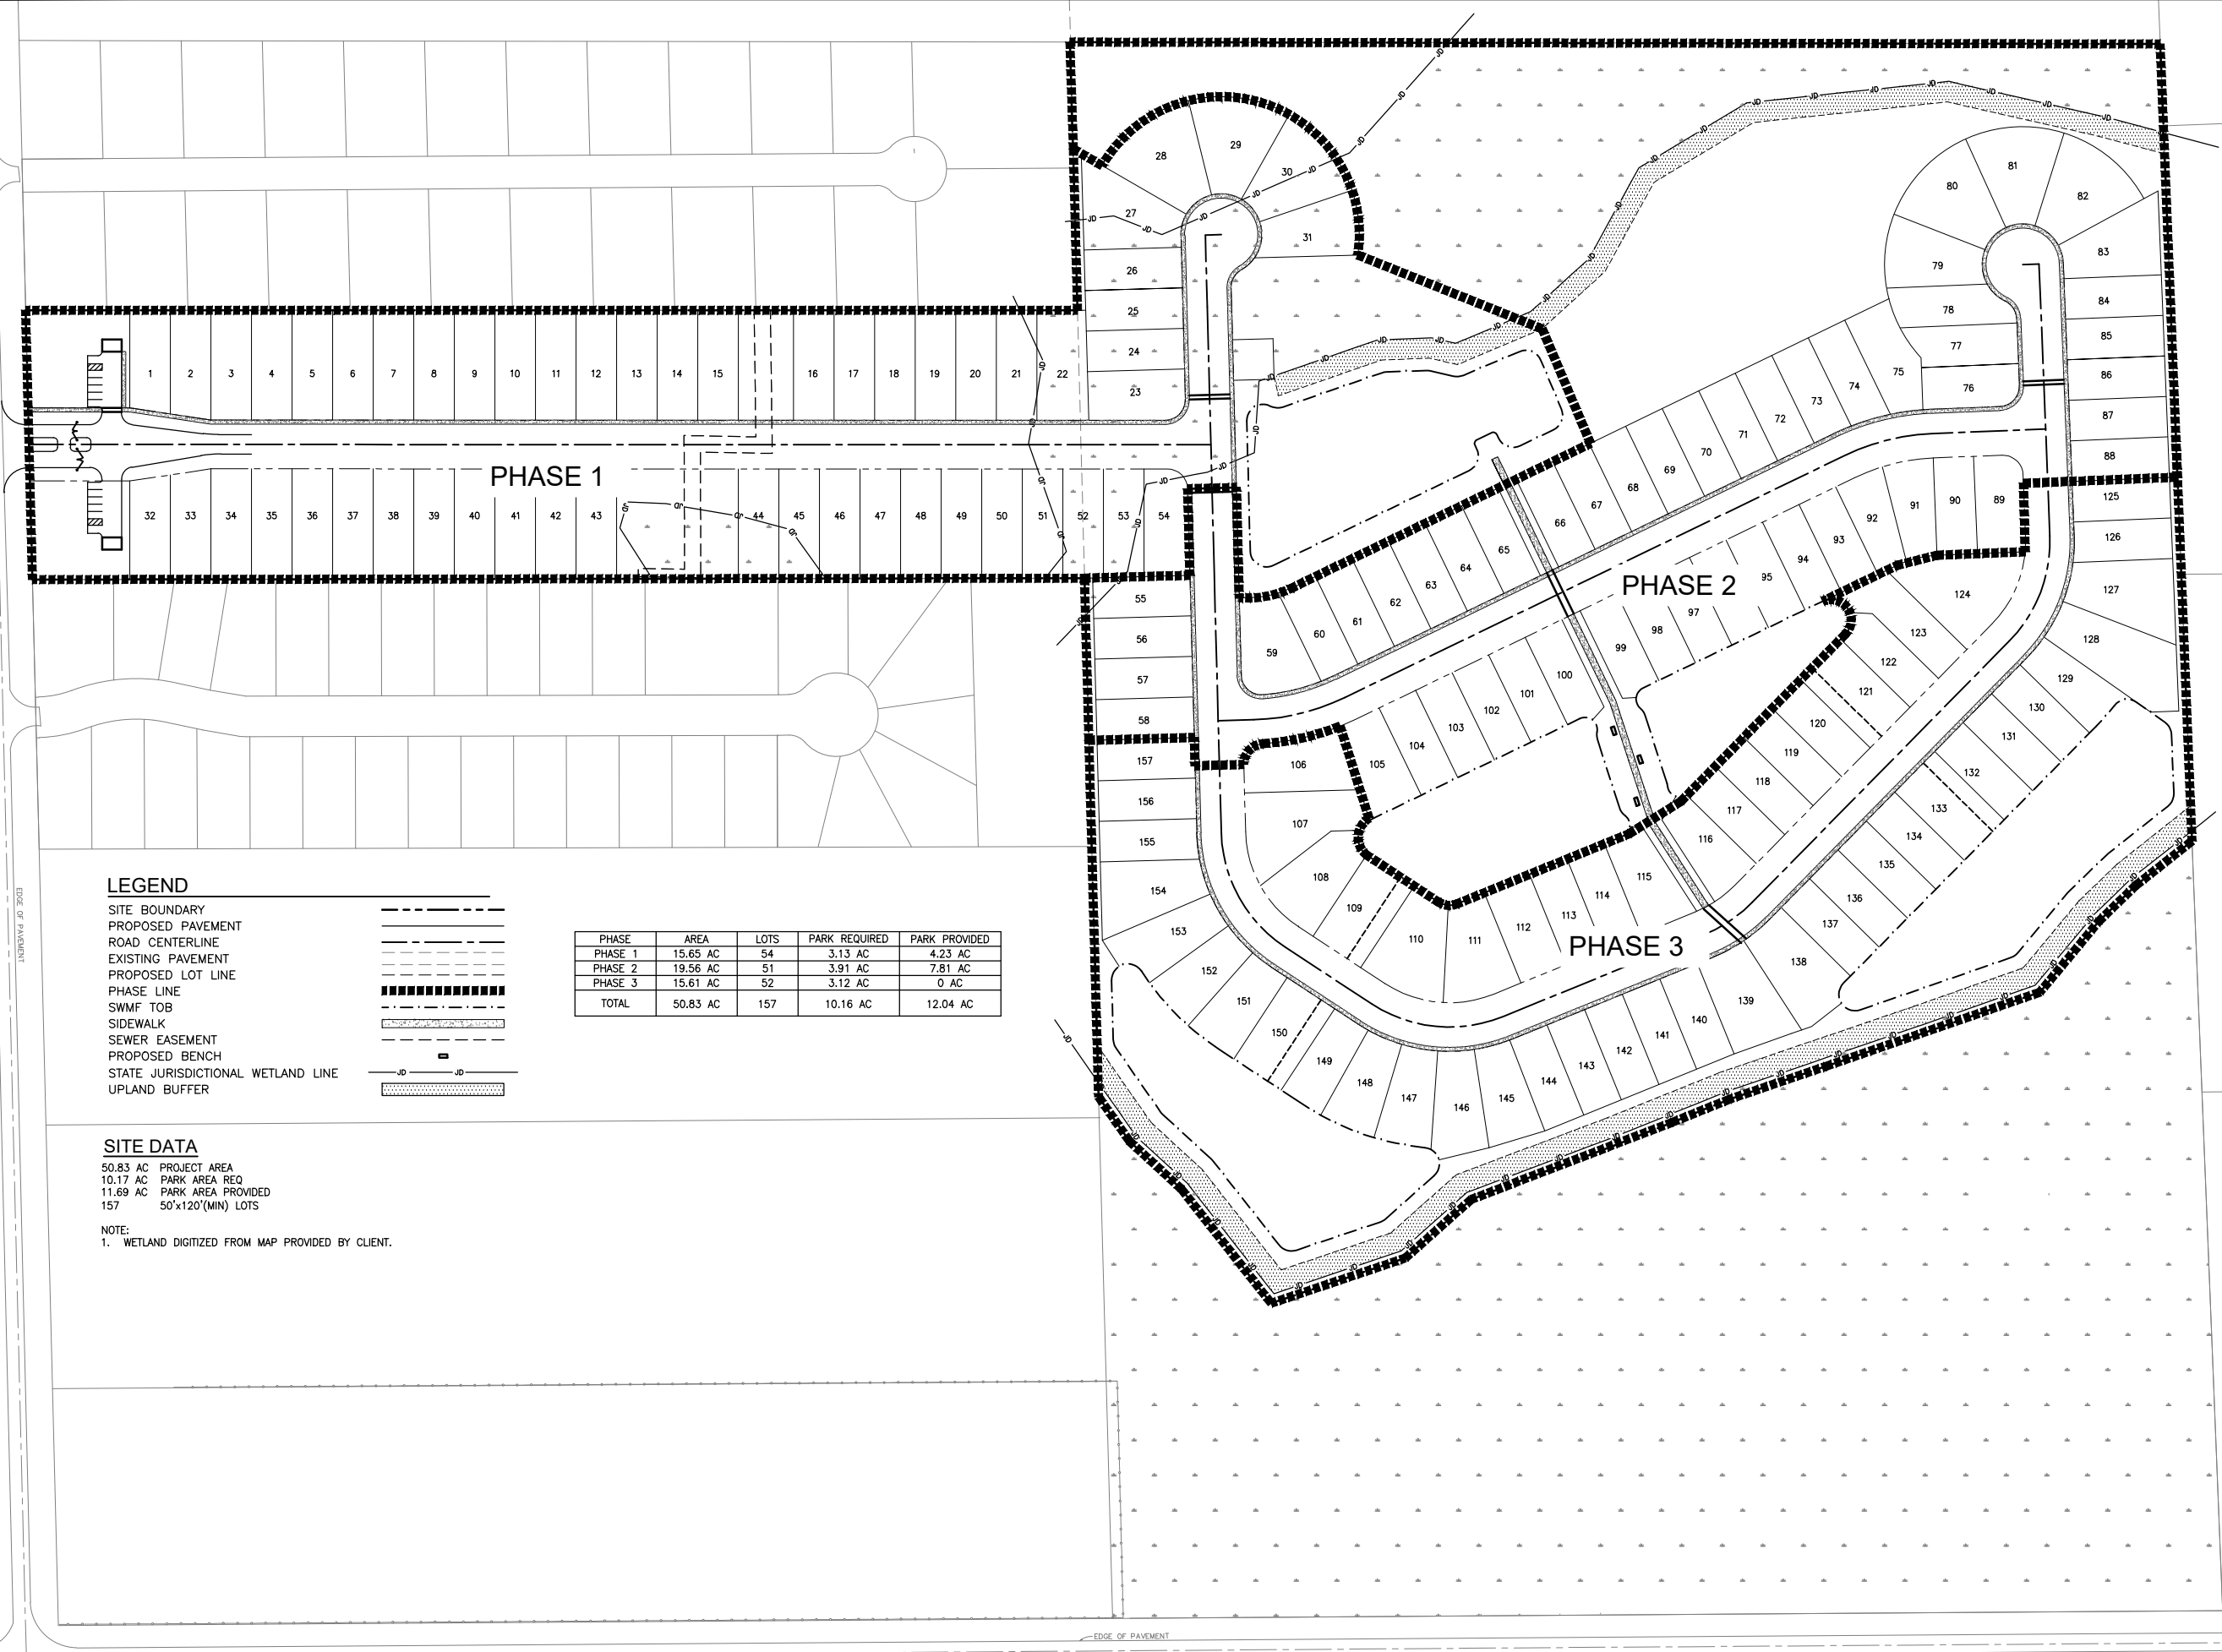 28 29 30 27 31 26 25 24 23
81 80 82 79 83 78 84 77 85 76 86 87 88
1 2 3 4 5 6 7 8 9 10 11 12 13 14 15 16 17 18 19 20 21 22
75 74 73 72 71 70 69 68 67 66 65 64 63 62 61 60 59
PHASE 1
32 33 34 35 36 37 38 39 40 41 42 43 44 45 46 47 48 49 50 51 52 53 54
89 90 91 92 93 94 95 97 98 99 100 101 102 103 104 105
PHASE 2
125 126 127 128 129 130 131 132 133 134 135 136 137 138
55 56 57 58
124 123 122 121 120 119 118 117 116 115 114 113 112 111 110 109 108 107 106
157 156 155 154 153 152 151 150 149 148 147 146 145 144 143 142 141 140 139
PHASE 3
JD JD JD JD JD
EDGE OF PAVEMENT
LEGEND
SITE BOUNDARY
PROPOSED PAVEMENT
ROAD CENTERLINE
EXISTING PAVEMENT
PROPOSED LOT LINE
PHASE LINE
SWMF TOB
SIDEWALK
SEWER EASEMENT
PROPOSED BENCH
STATE JURISDICTIONAL WETLAND LINE JD JD
UPLAND BUFFER
PHASE AREA LOTS PARK REQUIRED PARK PROVIDED
PHASE 1 15.65 AC 54 3.13 AC 4.23 AC
PHASE 2 19.56 AC 51 3.91 AC 7.81 AC
PHASE 3 15.61 AC 52 3.12 AC 0 AC
TOTAL 50.83 AC 157 10.16 AC 12.04 AC
SITE DATA
50.83 AC PROJECT AREA
10.17 AC PARK AREA REQ
11.69 AC PARK AREA PROVIDED
157 50'x120'(MIN) LOTS
NOTE:
1. WETLAND DIGITIZED FROM MAP PROVIDED BY CLIENT.
EDGE OF PAVEMENT